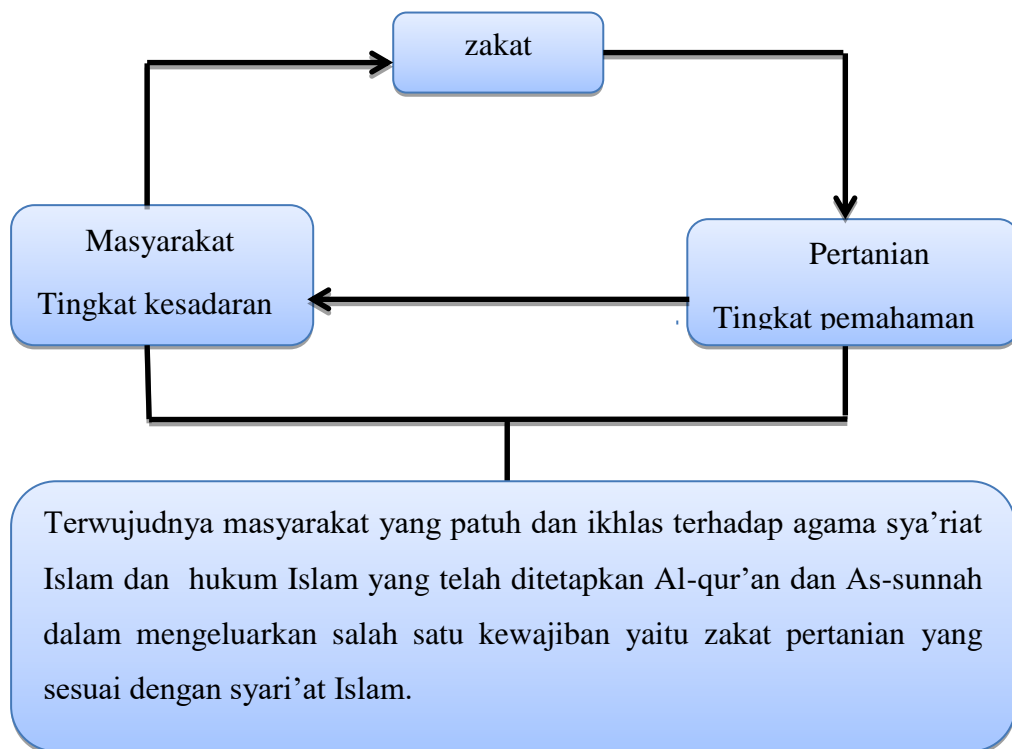 zakat
Masyarakat
Tingkat kesadaran
Pertanian
Tingkat pemahaman
Terwujudnya masyarakat yang patuh dan ikhlas terhadap agama sya’riat
Islam dan hukum Islam yang telah ditetapkan Al-qur’an dan As-sunnah
dalam mengeluarkan salah satu kewajiban yaitu zakat pertanian yang
sesuai dengan syari’at Islam.